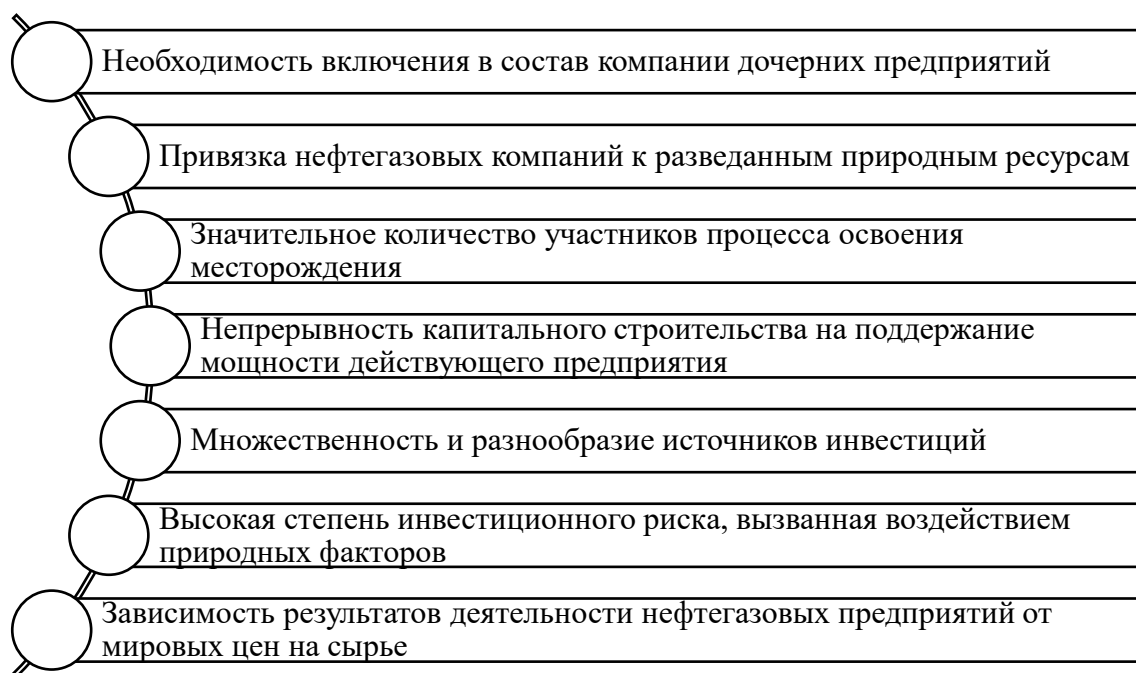 Необходимость включения в состав компании дочерних предприятий
Привязка нефтегазовых компаний к разведанным природным ресурсам
Значительное количество участников процесса освоения
месторождения
Непрерывность капитального строительства на поддержание
мощности действующего предприятия
Множественность и разнообразие источников инвестиций
Высокая степень инвестиционного риска, вызванная воздействием
природных факторов
Зависимость результатов деятельности нефтегазовых предприятий от
мировых цен на сырье